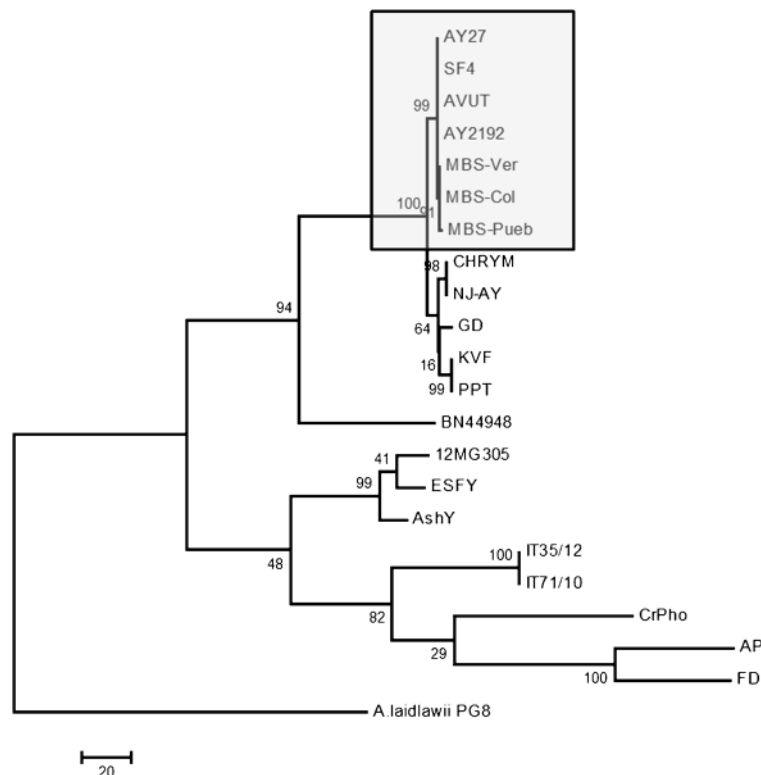 AY27
SF4
99
AVUT
AY2192
MBS-Ver
100
91
MBS-Col
MBS-Pueb
98
CHRYM
NJ-AY
94
64
GD
16
KVF
99
PPT
BN44948
41
12MG305
99
ESFY
AshY
100
IT35/12
48
IT71/10
82
CrPho
29
AP
100
FD
A.laidlawii PG8
20